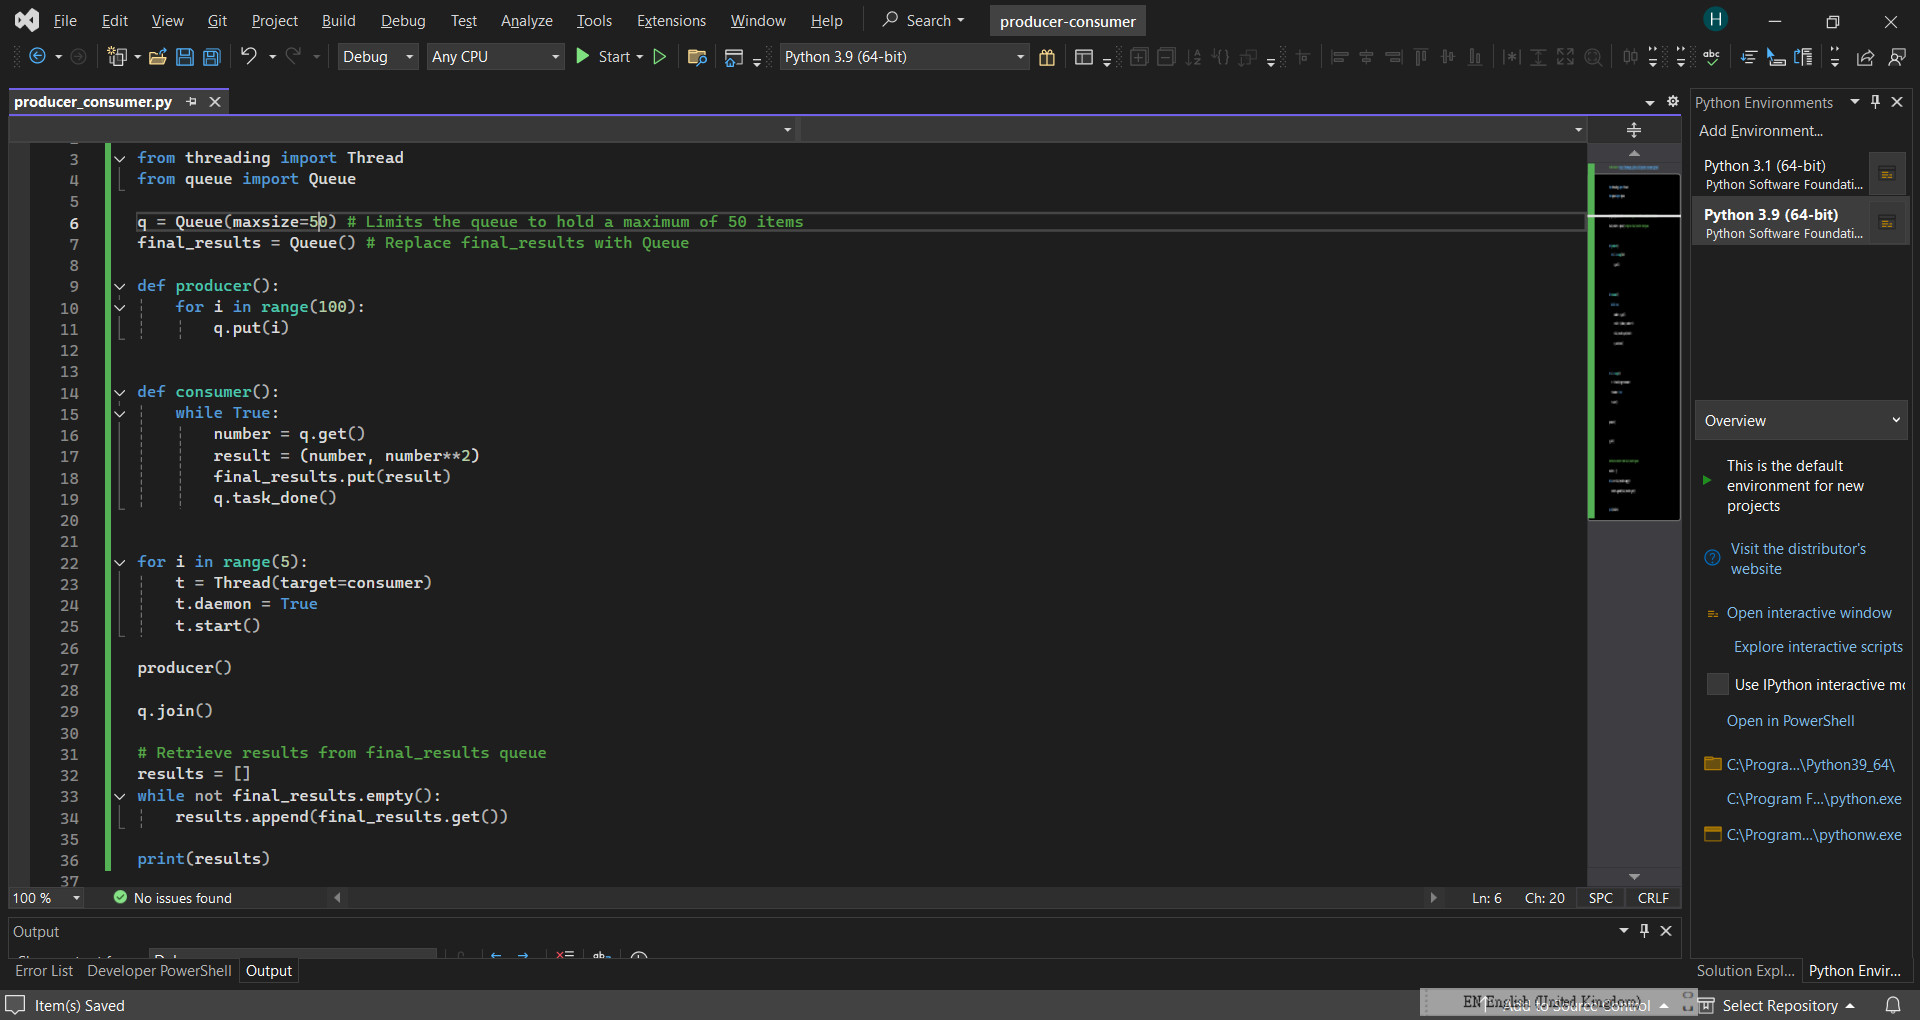 File Edit View Git Project Build Debug Test Analyze Tools Extensions Window Help Search producer-consumer H
Debug Any CPU Start Python 3.9 (64-bit)
producer_consumer.py
3 from threading import Thread
4 from queue import Queue
5
6 q = Queue(maxsize=50) # Limits the queue to hold a maximum of 50 items
7 final_results = Queue() # Replace final_results with Queue
8
9 def producer():
10 for i in range(100):
11 q.put(i)
12
13
14 def consumer():
15 while True:
16 number = q.get()
17 result = (number, number**2)
18 final_results.put(result)
19 q.task_done()
20
21
22 for i in range(5):
23 t = Thread(target=consumer)
24 t.daemon = True
25 t.start()
26
27 producer()
28
29 q.join()
30
31 # Retrieve results from final_results queue
32 results = []
33 while not final_results.empty():
34 results.append(final_results.get())
35
36 print(results)
37
100 % No issues found Ln: 6 Ch: 20 SPC CRLF
Output
Error List Developer PowerShell Output
Item(s) Saved
Python Environments
Add Environment...
Python 3.1 (64-bit)
Python Software Foundati...
Python 3.9 (64-bit)
Python Software Foundati...
Overview
This is the default
environment for new
projects
Visit the distributor's
website
Open interactive window
Explore interactive scripts
Use IPython interactive mo
Open in PowerShell
C:\Progra...\Python39_64\
C:\Program F...\python.exe
C:\Program...\pythonw.exe
Solution Expl... Python Envir...
EN English (United Kingdom)
Add to Source Control Select Repository